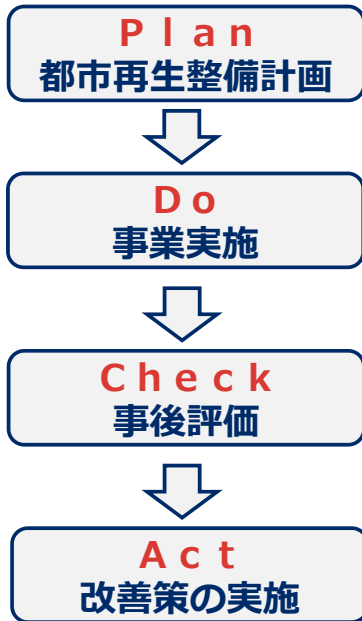 Plan
都市再生整備計画
Do
事業実施
Check
事後評価
Act
改善策の実施